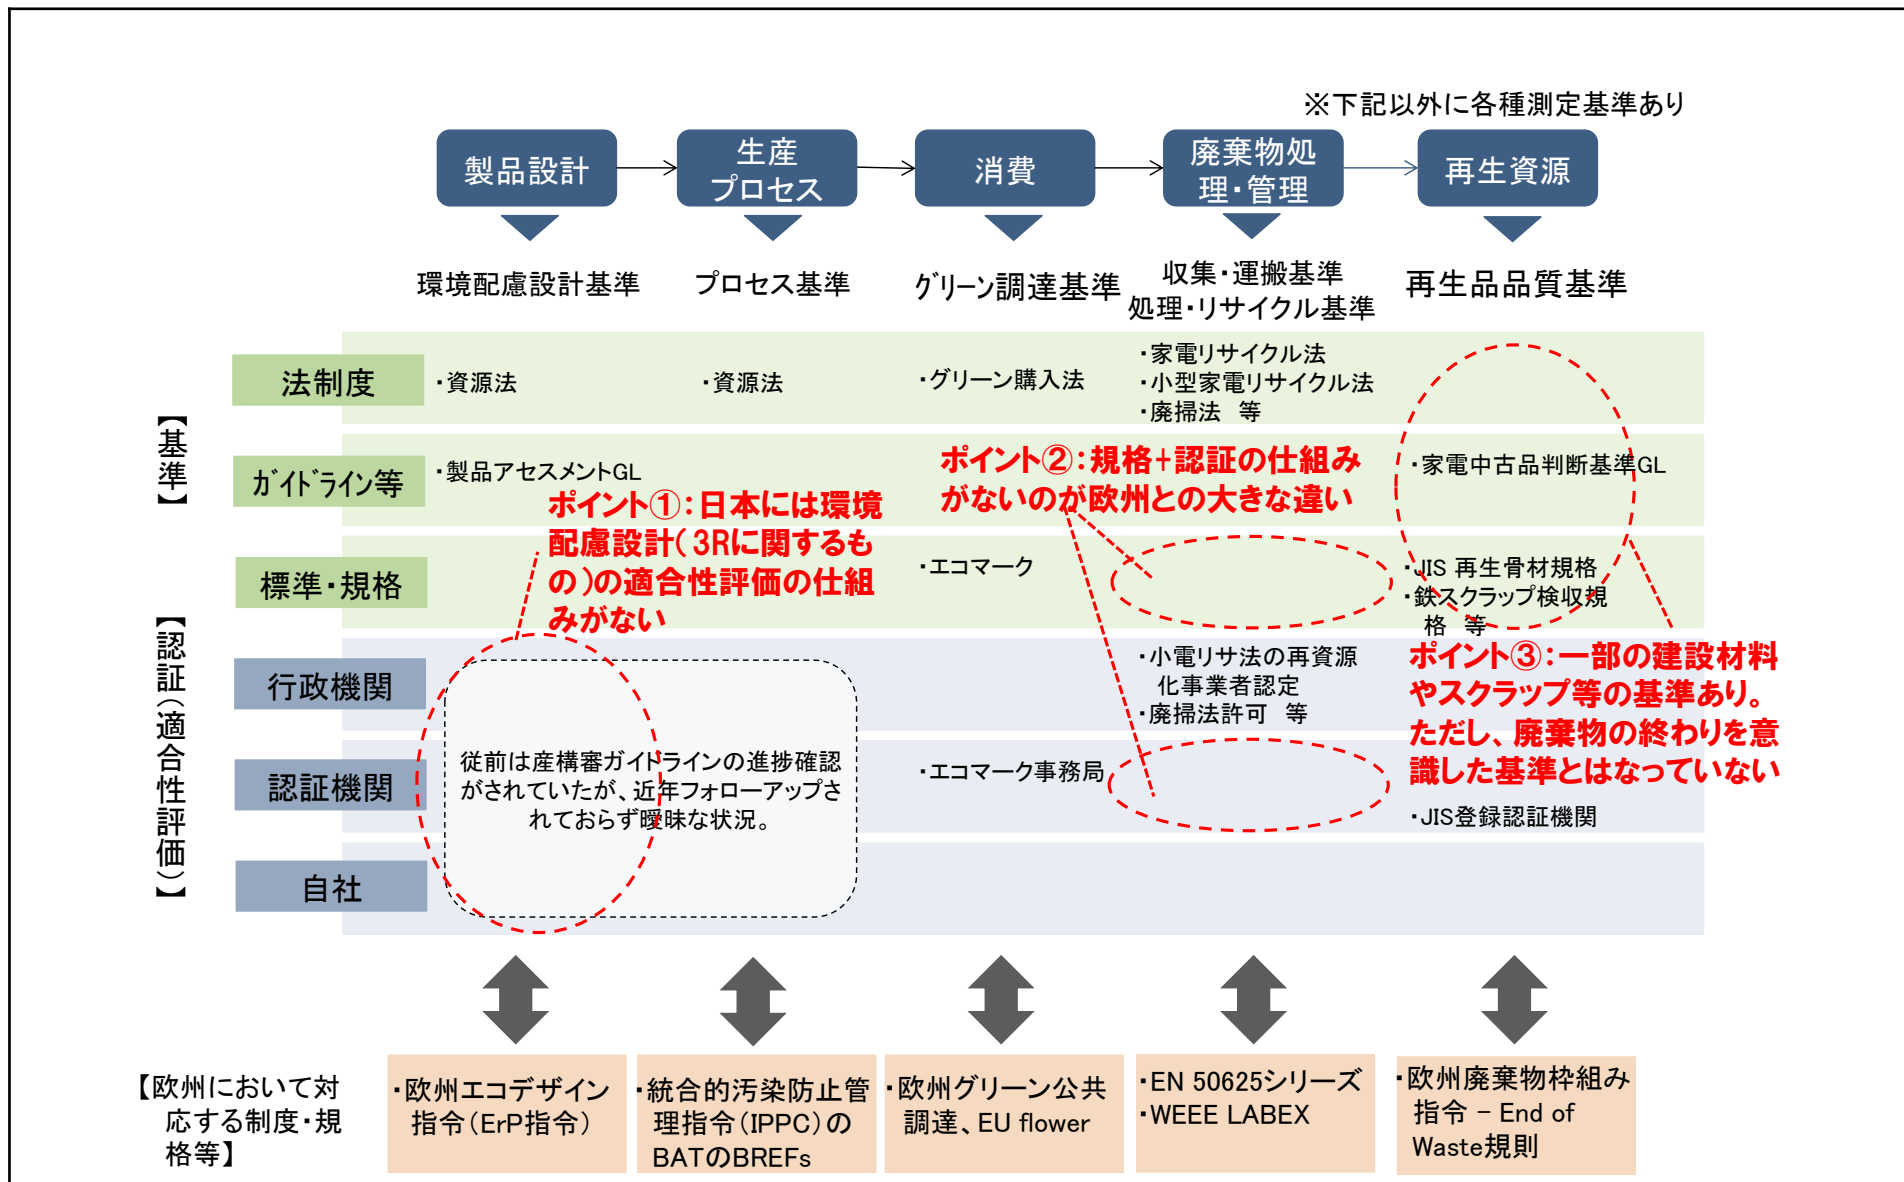 ※下記以外に各種測定基準あり
製品設計
生産
プロセス
消費
廃棄物処
理・管理
再生資源
環境配慮設計基準
プロセス基準
グリーン調達基準
収集・運搬基準
処理・リサイクル基準
再生品品質基準
【基準】
法制度
・資源法
・資源法
・グリーン購入法
・家電リサイクル法
・小型家電リサイクル法
・廃掃法 等
ガイドライン等
・製品アセスメントGL
・家電中古品判断基準GL
ポイント①：日本には環境
配慮設計（3Rに関するも
の）の適合性評価の仕組
みがない
ポイント②：規格+認証の仕組み
がないのが欧州との大きな違い
標準・規格
・エコマーク
・JIS 再生骨材規格
・鉄スクラップ検収規
格 等
【認証（適合性評価）】
行政機関
・小電リサ法の再資源
化事業者認定
・廃掃法許可 等
ポイント③：一部の建設材料
やスクラップ等の基準あり。
ただし、廃棄物の終わりを意
識した基準とはなっていない
認証機関
従前は産構審ガイドラインの進捗確認
がされていたが、近年フォローアップさ
れておらず曖昧な状況。
・エコマーク事務局
・JIS登録認証機関
自社
【欧州において対
応する制度・規
格等】
・欧州エコデザイン
指令（ErP指令）
・統合的汚染防止管
理指令（IPPC）の
BATのBREFs
・欧州グリーン公共
調達、EU flower
・EN 50625シリーズ
・WEEE LABEX
・欧州廃棄物枠組み
指令 – End of
Waste規則